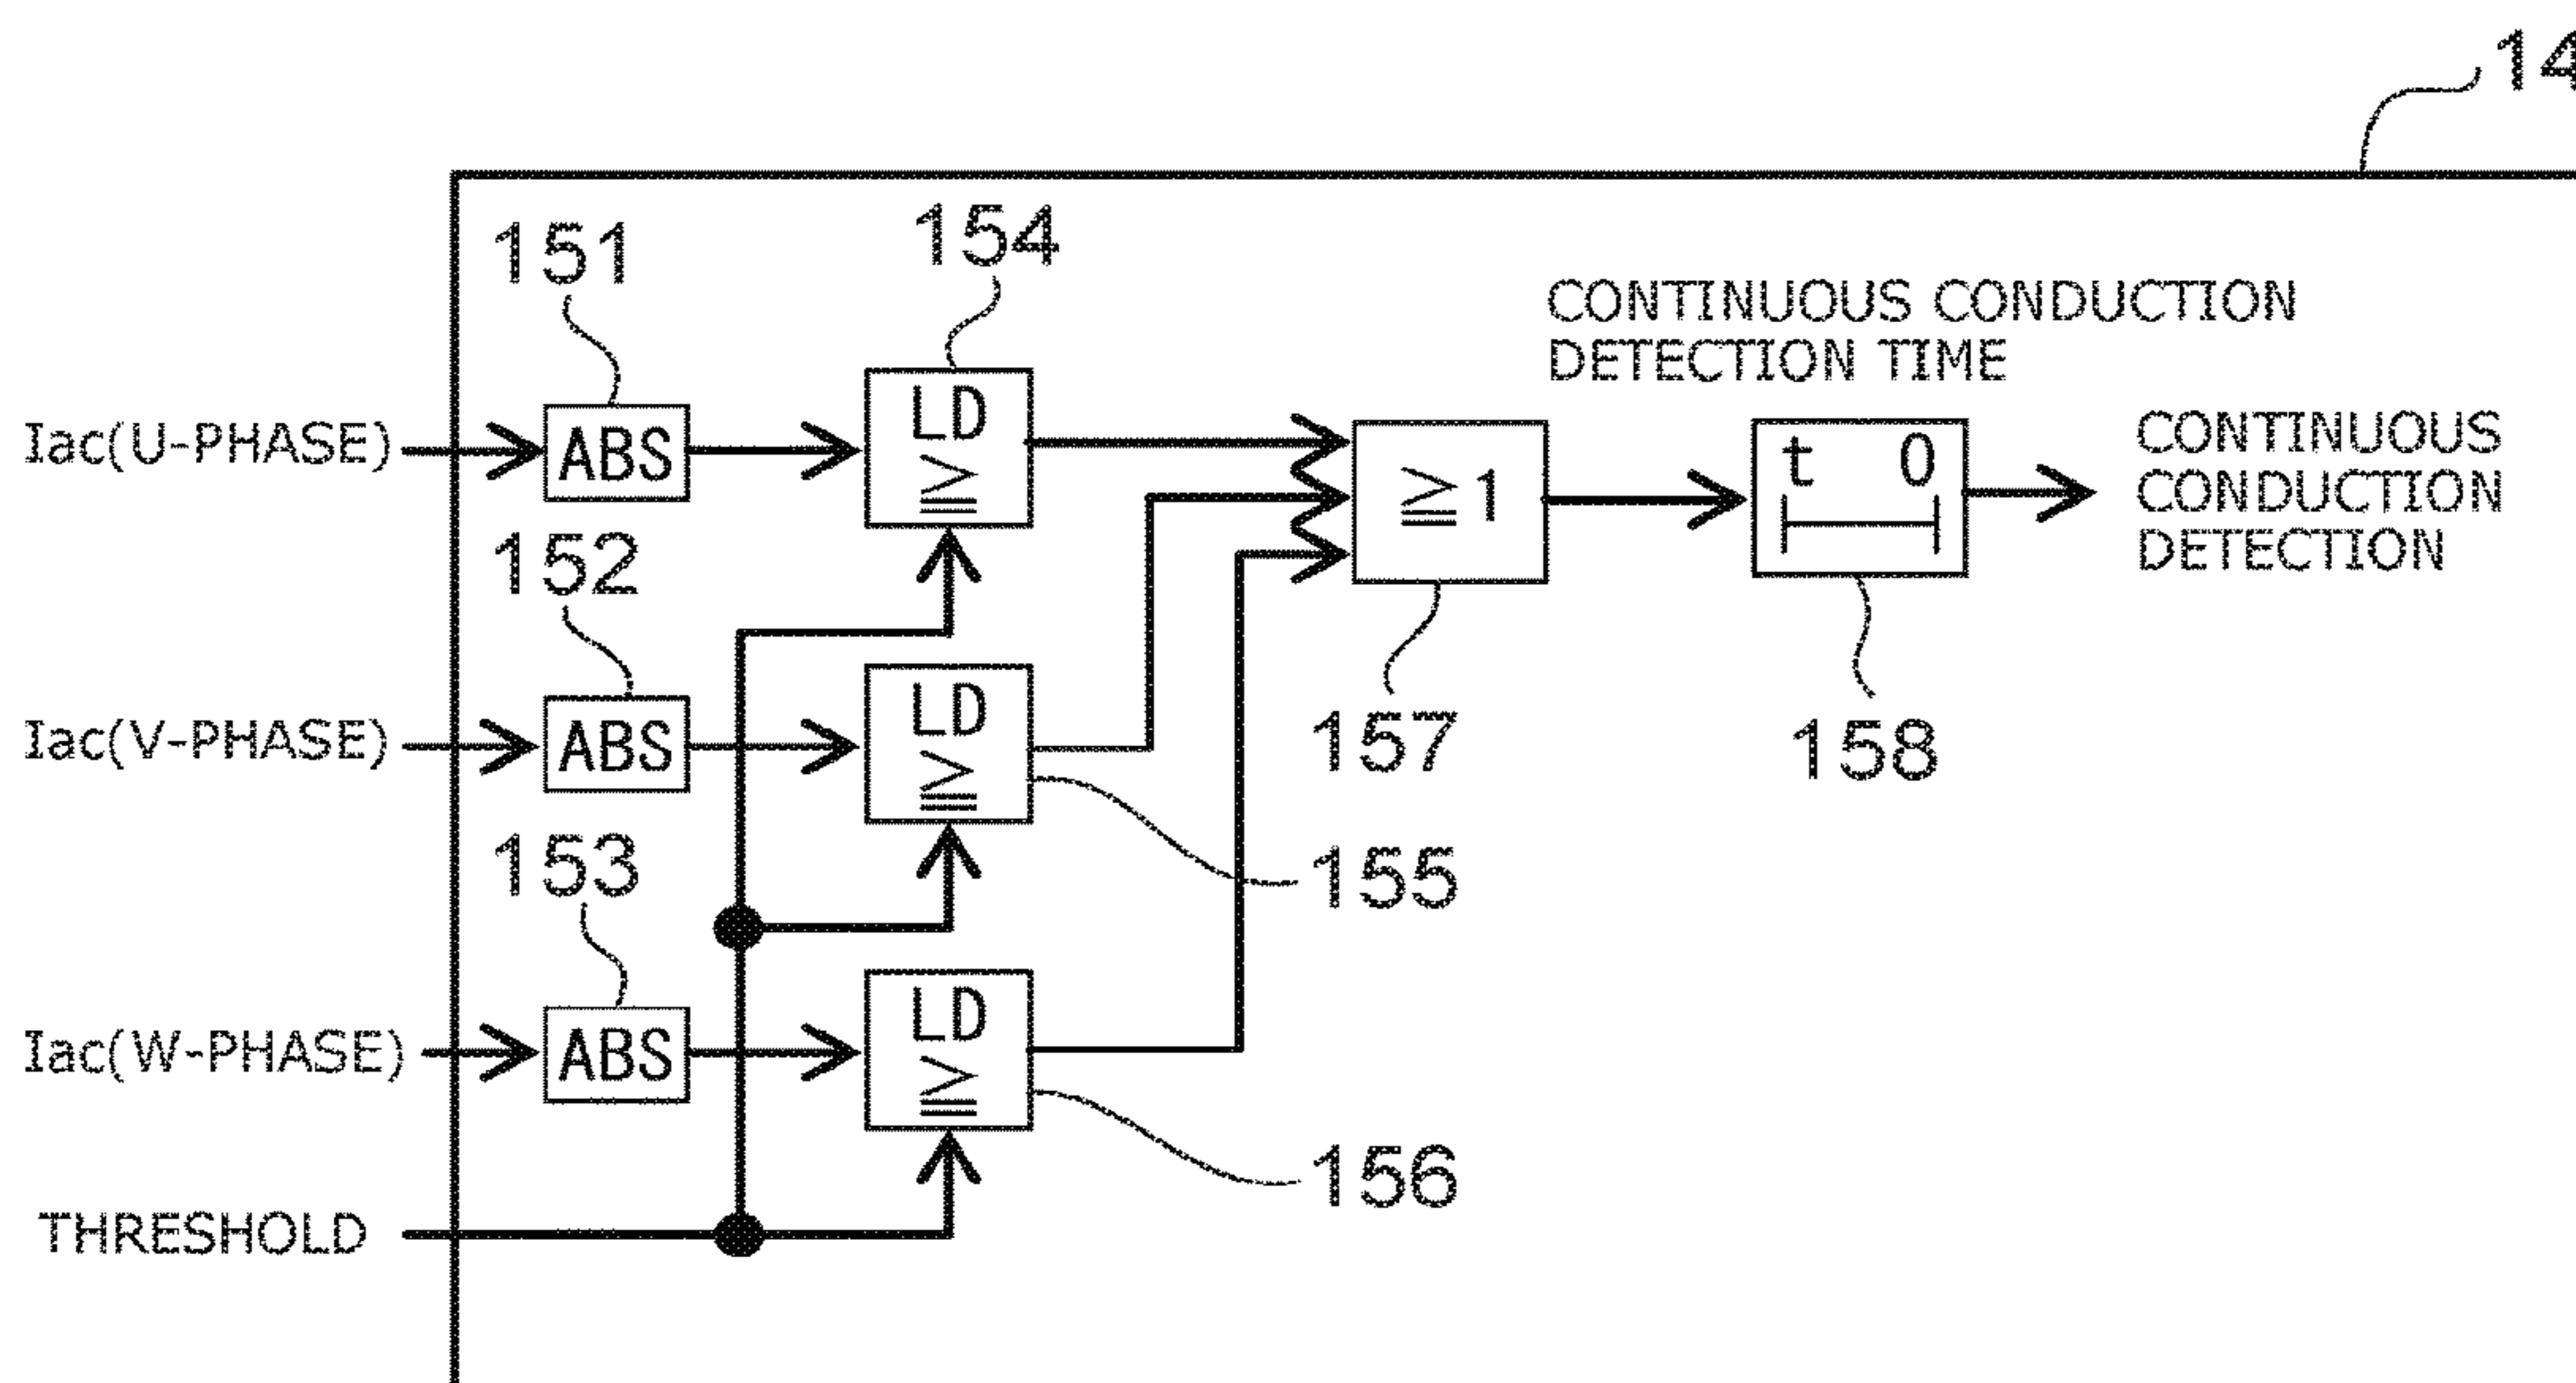 14
151
154
CONTINUOUS CONDUCTION
DETECTION TIME
Iac(U-PHASE)
ABS
LD
≧
≧1
t 0
CONTINUOUS
CONDUCTION
DETECTION
152
157
158
Iac(V-PHASE)
ABS
LD
≧
155
153
Iac(W-PHASE)
ABS
LD
≧
156
THRESHOLD